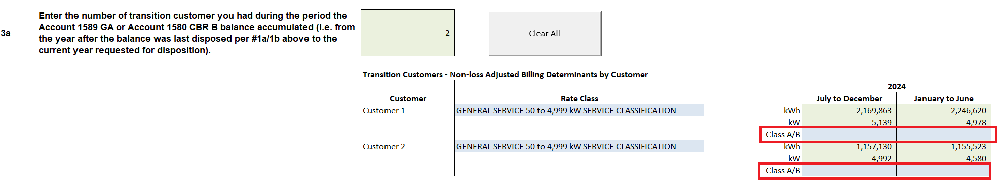 3a
Enter the number of transition customer you had during the period the
Account 1589 GA or Account 1580 CBR B balance accumulated (i.e. from
the year after the balance was last disposed per #1a/1b above to the
current year requested for disposition).
2
Clear All
Transition Customers - Non-loss Adjusted Billing Determinants by Customer
2024
Customer Rate Class July to December January to June
Customer 1 GENERAL SERVICE 50 to 4,999 kW SERVICE CLASSIFICATION kWh 2,169,863 2,246,620
kW 5,139 4,978
Class A/B
Customer 2 GENERAL SERVICE 50 to 4,999 kW SERVICE CLASSIFICATION kWh 1,157,130 1,155,523
kW 4,992 4,580
Class A/B